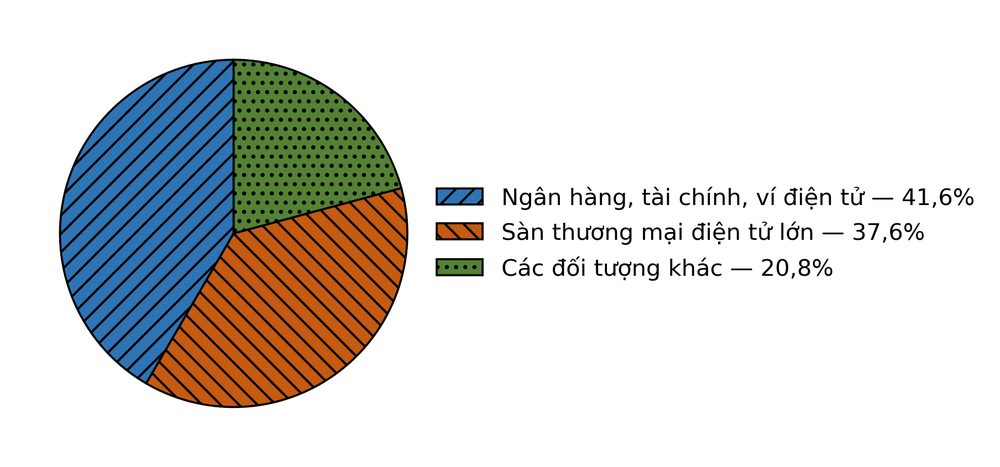 Ngân hàng, tài chính, ví điện tử — 41,6%
Sàn thương mại điện tử lớn — 37,6%
Các đối tượng khác — 20,8%